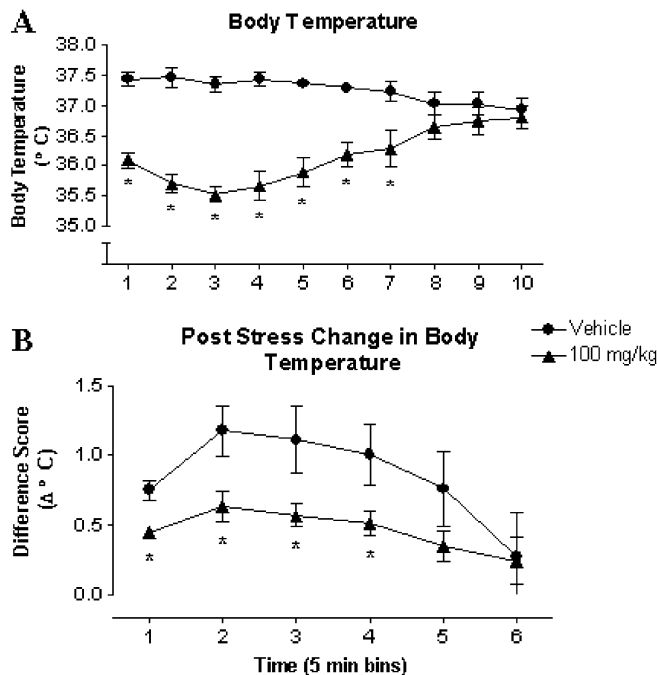 A
Body Temperature
38.0
37.5
37.0
36.5
36.0
35.5
35.0
Body Temperature
(° C)
* * * * * * *
1 2 3 4 5 6 7 8 9 10
B
Post Stress Change in Body
Temperature
Vehicle
100 mg/kg
1.5
1.0
0.5
0.0
Difference Score
(Δ ° C)
* * * *
1 2 3 4 5 6
Time (5 min bins)